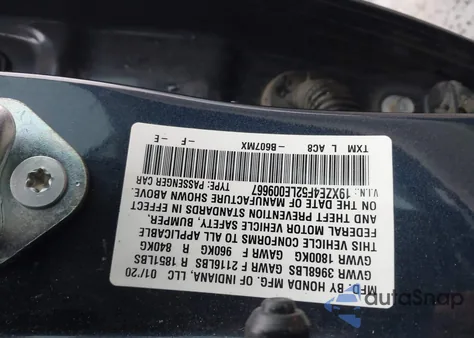 MFD BY HONDA MFG. OF INDIANA, LLC 01/20
GVWR 3968LBS GAWR F 2116LBS R 1851LBS
GVWR 1800KG GAWR F 960KG R 840KG
THIS VEHICLE CONFORMS TO ALL APPLICABLE
FEDERAL MOTOR VEHICLE SAFETY, BUMPER,
AND THEFT PREVENTION STANDARDS IN EFFECT
ON THE DATE OF MANUFACTURE SHOWN ABOVE.
V.I.N.: 19XZE4F52LE009667 TYPE: PASSENGER CAR
TXM L AC8 -B607MX -F -E
autoSnap